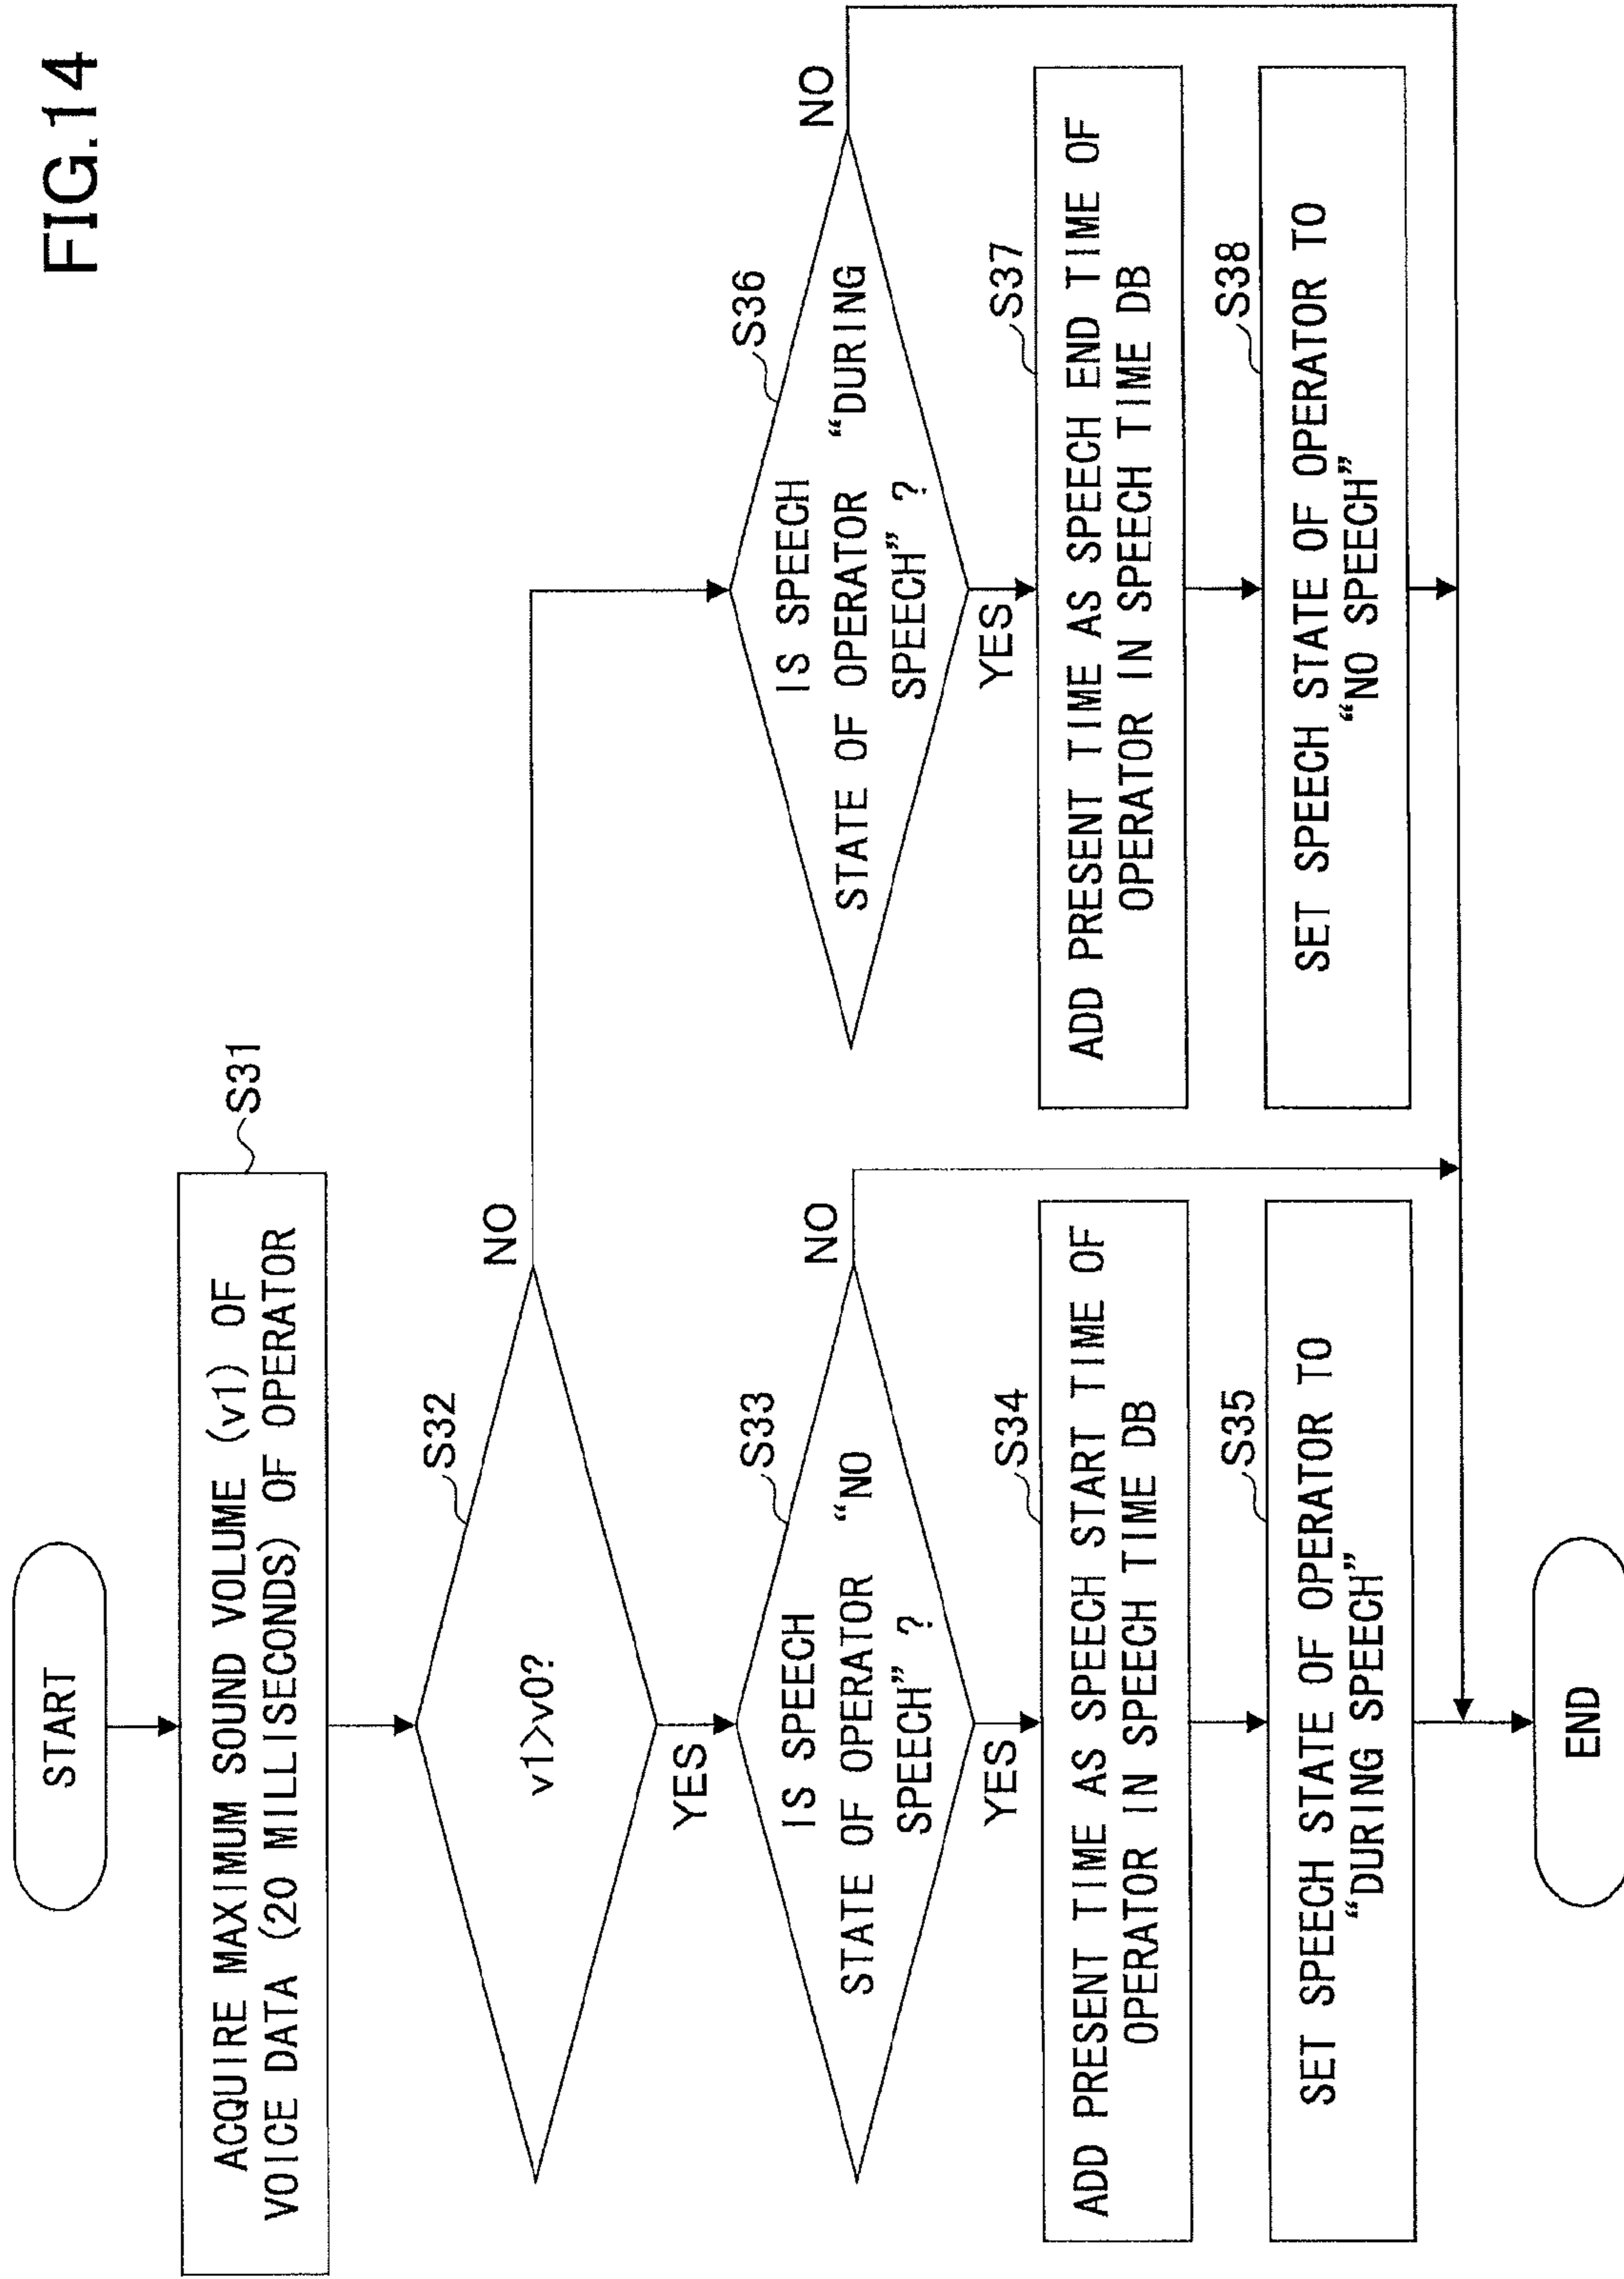 FIG.14
START
ACQUIRE MAXIMUM SOUND VOLUME (v1) OF
VOICE DATA (20 MILLISECONDS) OF OPERATOR
S31
v1>v0?
S32
NO
YES
IS SPEECH
STATE OF OPERATOR “NO
SPEECH” ?
S33
NO
YES
ADD PRESENT TIME AS SPEECH START TIME OF
OPERATOR IN SPEECH TIME DB
S34
SET SPEECH STATE OF OPERATOR TO
“DURING SPEECH”
S35
IS SPEECH
STATE OF OPERATOR “DURING
SPEECH” ?
S36
NO
YES
ADD PRESENT TIME AS SPEECH END TIME OF
OPERATOR IN SPEECH TIME DB
S37
SET SPEECH STATE OF OPERATOR TO
“NO SPEECH”
S38
END